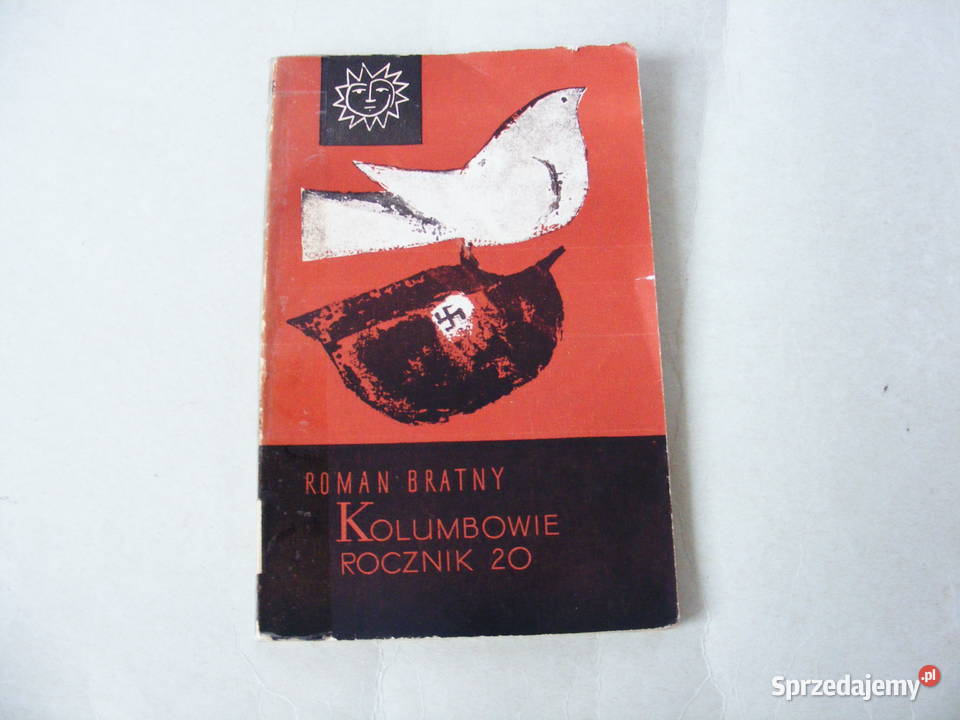 ROMAN BRATNY
KOLUMBOWIE
ROCZNIK 20
Sprzedajemy.pl